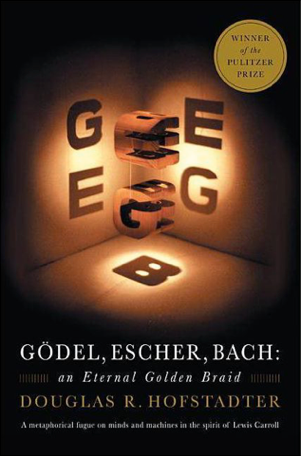 WINNER
of the
PULITZER
PRIZE
G E
E G
B
GÖDEL, ESCHER, BACH:
an Eternal Golden Braid
DOUGLAS R. HOFSTADTER
A metaphorical fugue on minds and machines in the spirit of Lewis Carroll